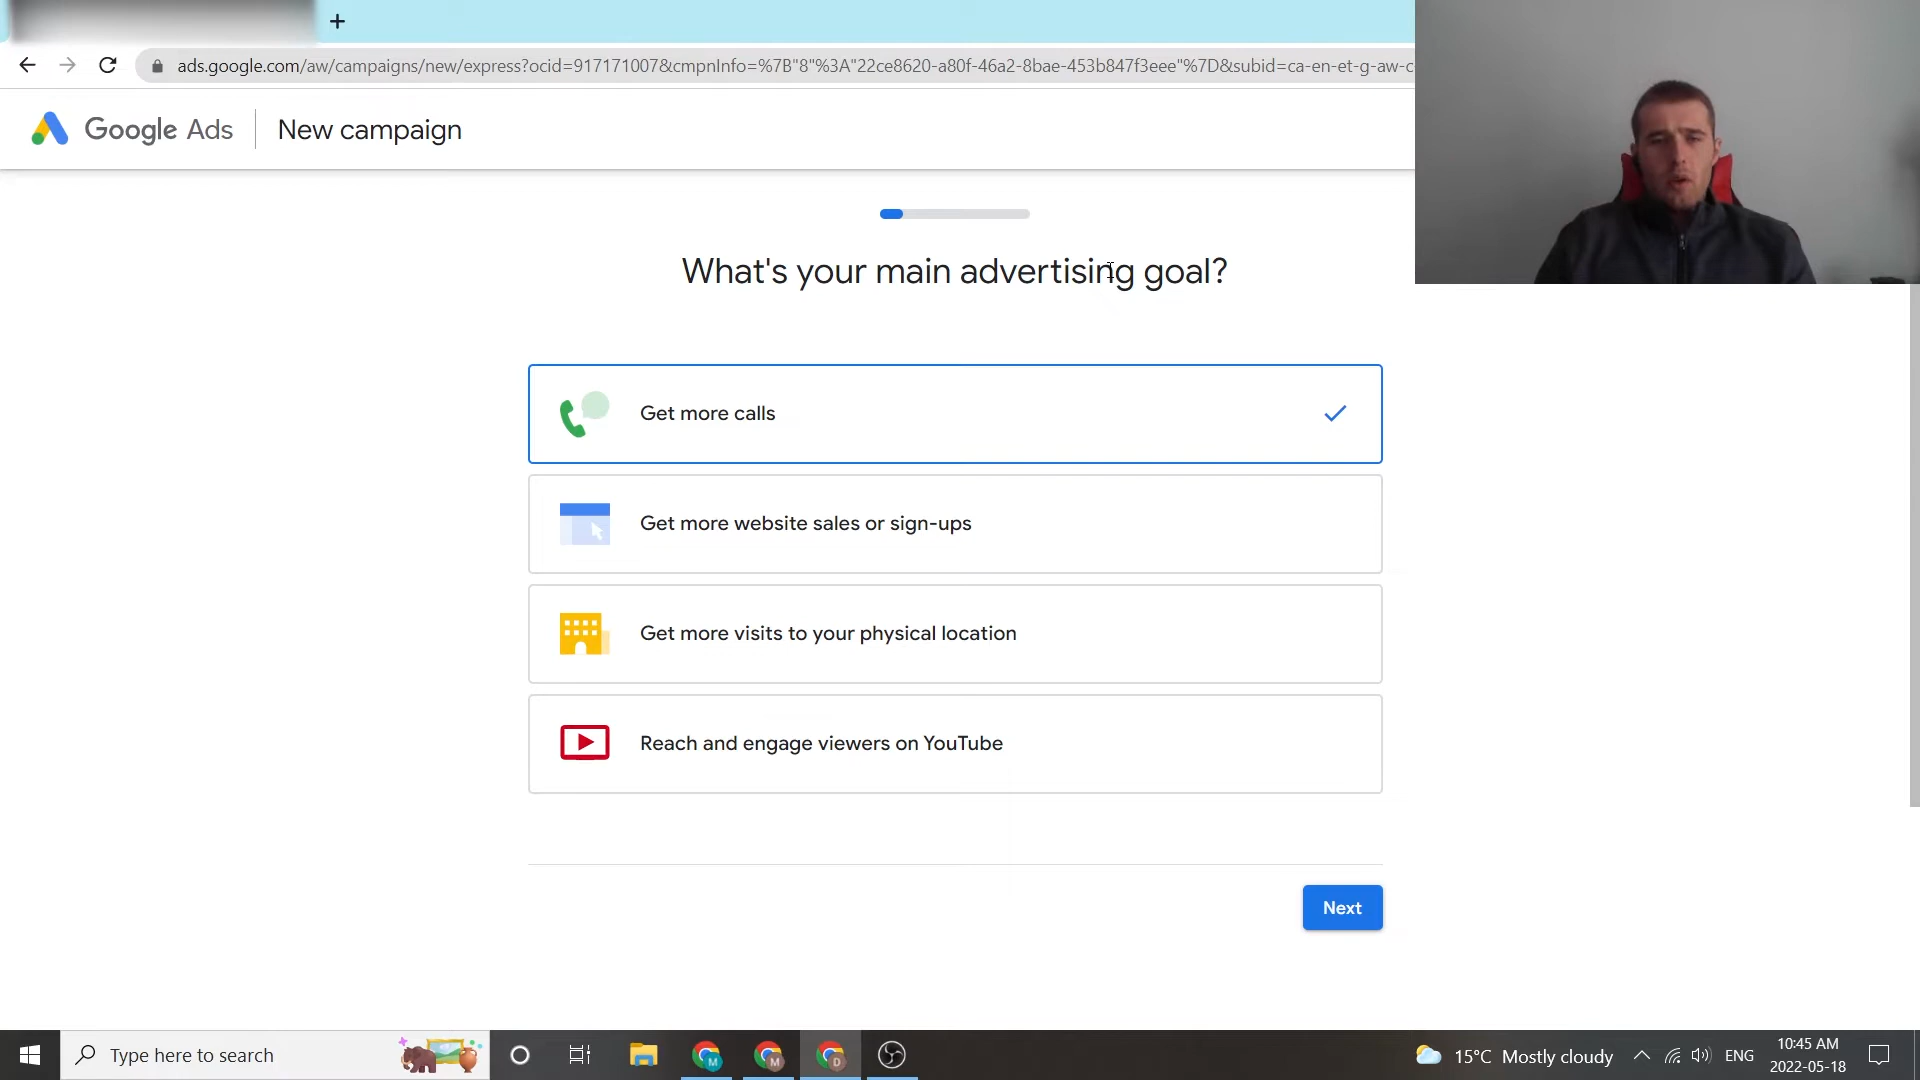 ads.google.com/aw/campaigns/new/express?ocid=917171007&cmpnInfo=%7B"8"%3A"22ce8620-a80f-46a2-8bae-453b847f3eee"%7D&subid=ca-en-et-g-aw-c-
Google Ads New campaign
What's your main advertising goal?
Get more calls
Get more website sales or sign-ups
Get more visits to your physical location
Reach and engage viewers on YouTube
Next
Type here to search
M
M
D
15°C Mostly cloudy
ENG
10:45 AM
2022-05-18